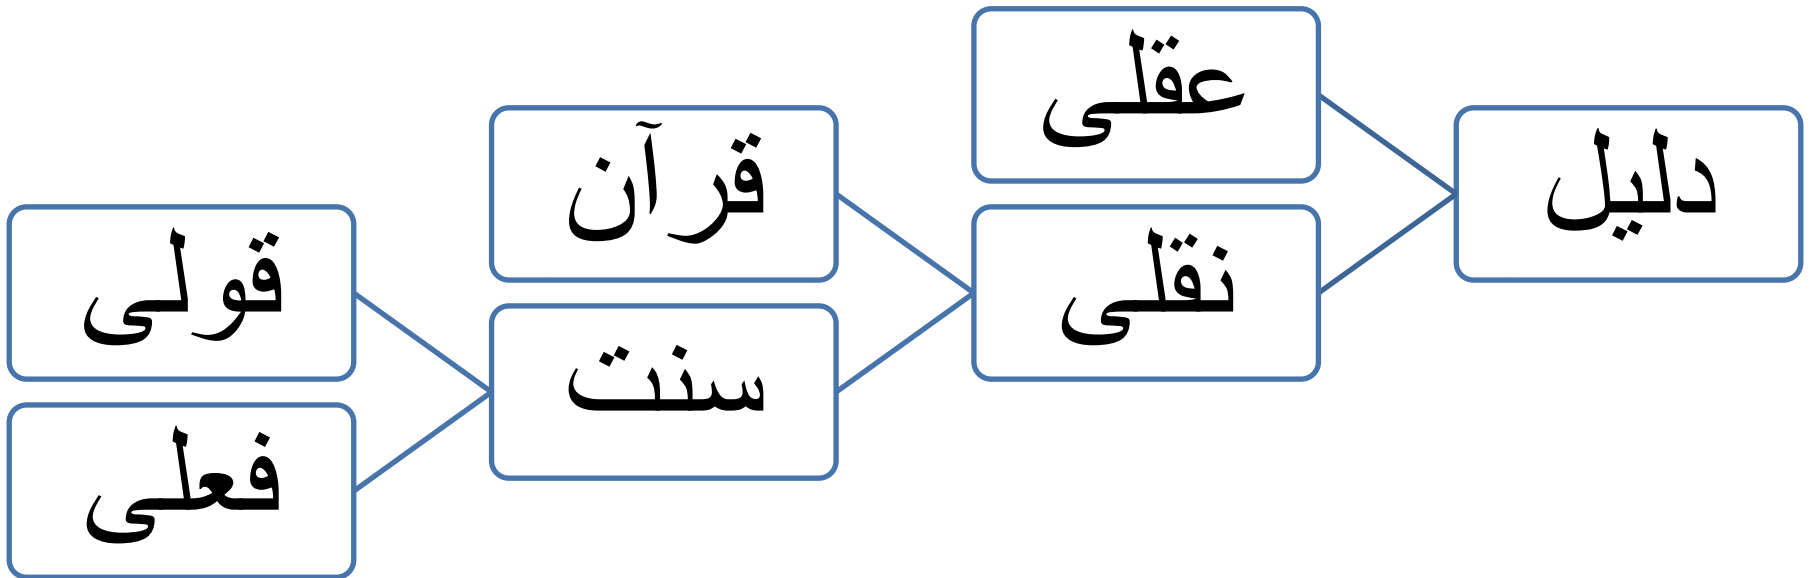 دلیل
عقلی
نقلی
قرآن
سنت
قولی
فعلی